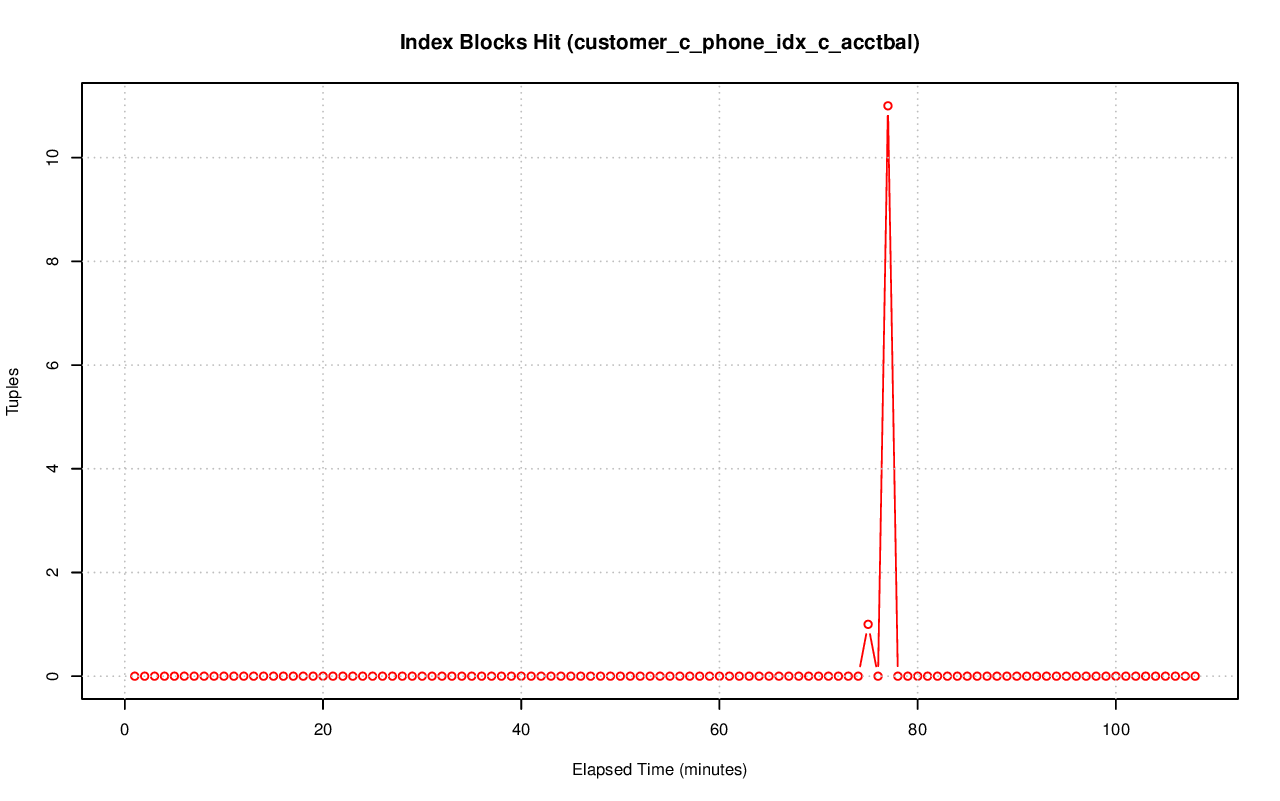 Index Blocks Hit (customer_c_phone_idx_c_acctbal)
Tuples
10
8
6
4
2
0
0 20 40 60 80 100
Elapsed Time (minutes)